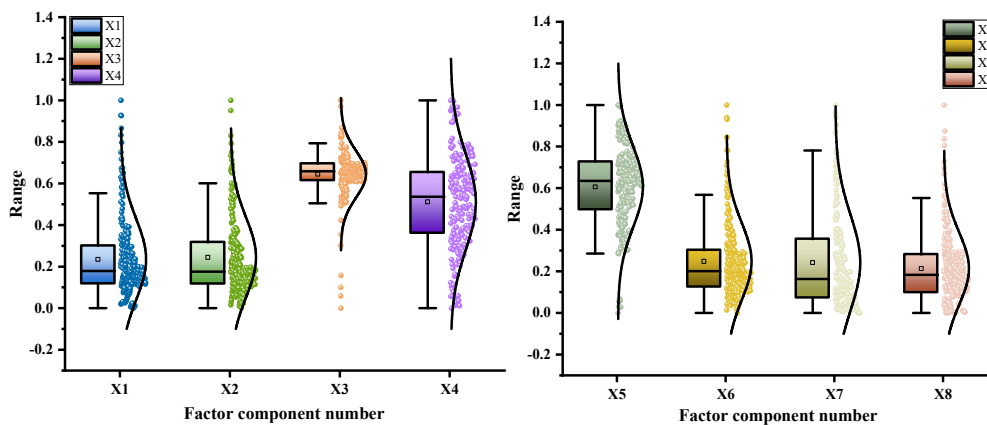 1.4
1.2
1.0
0.8
0.6
0.4
0.2
0.0
-0.2
Range
X1
X2
X3
X4
X1
X2
X3
X4
Factor component number
1.4
1.2
1.0
0.8
0.6
0.4
0.2
0.0
-0.2
Range
X
X
X
X
X5
X6
X7
X8
Factor component number